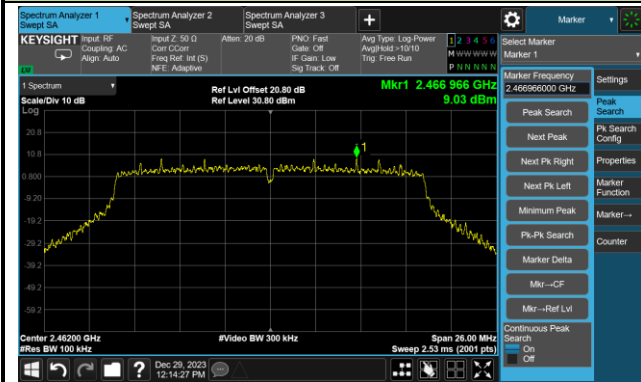 Spectrum Analyzer 1
Swept SA
Spectrum Analyzer 2
Swept SA
Spectrum Analyzer 3
Swept SA
+
Marker
KEYSIGHT
Input: RF
Coupling: AC
Align: Auto
Input Z: 50 Ω
Corr CCorr
Freq Ref: Int (S)
NFE: Adaptive
Atten: 20 dB
PNO: Fast
Gate: Off
IF Gain: Low
Sig Track: Off
Avg Type: Log-Power
Avg|Hold:>10/10
Trig: Free Run
1 2 3 4 5 6
M W W W W W
P N N N N N
Select Marker
Marker 1
1 Spectrum
Scale/Div 10 dB
Log
Ref Lvl Offset 20.80 dB
Ref Level 30.80 dBm
Mkr1 2.466 966 GHz
9.03 dBm
20.8
10.8
0.800
-9.20
-19.2
-29.2
-39.2
-49.2
-59.2
1
Center 2.46200 GHz
#Res BW 100 kHz
#Video BW 300 kHz
Span 26.00 MHz
Sweep 2.53 ms (2001 pts)
Marker Frequency
2.466966000 GHz
Peak Search
Next Peak
Next Pk Right
Next Pk Left
Minimum Peak
Pk-Pk Search
Marker Delta
Mkr→CF
Mkr→Ref Lvl
Continuous Peak
Search
On
Off
Settings
Peak
Search
Pk Search
Config
Properties
Marker
Function
Marker→
Counter
?
Dec 29, 2023
12:14:27 PM